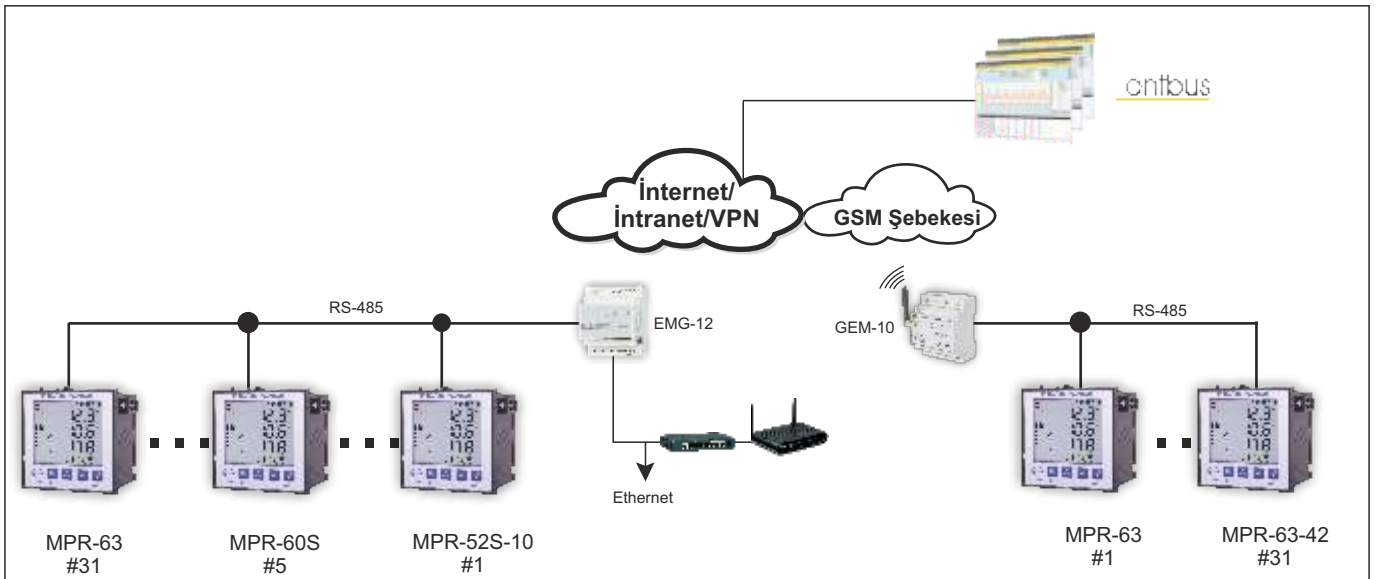 cntbus
İnternet/
İntranet/VPN
GSM Şebekesi
RS-485
EMG-12
GEM-10
RS-485
Ethernet
MPR-63
#31
MPR-60S
#5
MPR-52S-10
#1
MPR-63
#1
MPR-63-42
#31